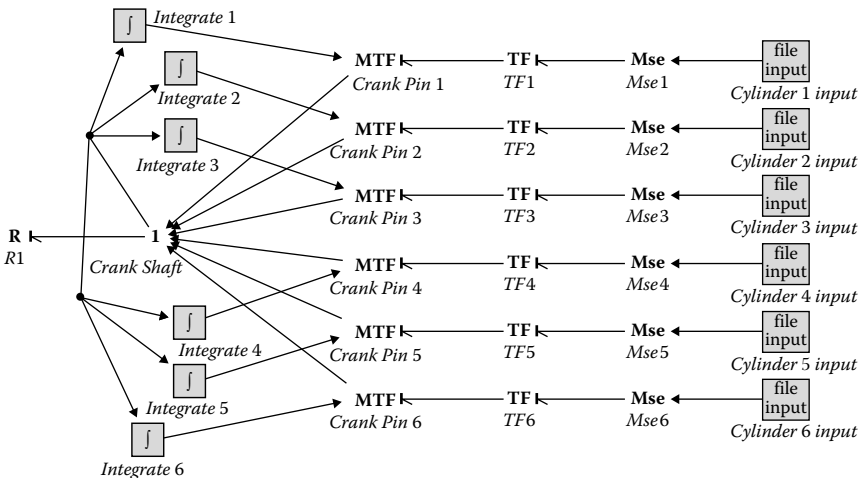 ∫ Integrate 1
MTF TF Mse file input
Crank Pin 1 TF1 Mse1 Cylinder 1 input
∫
Integrate 2
MTF TF Mse file input
Crank Pin 2 TF2 Mse2 Cylinder 2 input
∫
Integrate 3
MTF TF Mse file input
Crank Pin 3 TF3 Mse3 Cylinder 3 input
R 1
R1 Crank Shaft
MTF TF Mse file input
Crank Pin 4 TF4 Mse4 Cylinder 4 input
∫
Integrate 4
MTF TF Mse file input
Crank Pin 5 TF5 Mse5 Cylinder 5 input
∫
Integrate 5
MTF TF Mse file input
Crank Pin 6 TF6 Mse6 Cylinder 6 input
∫
Integrate 6